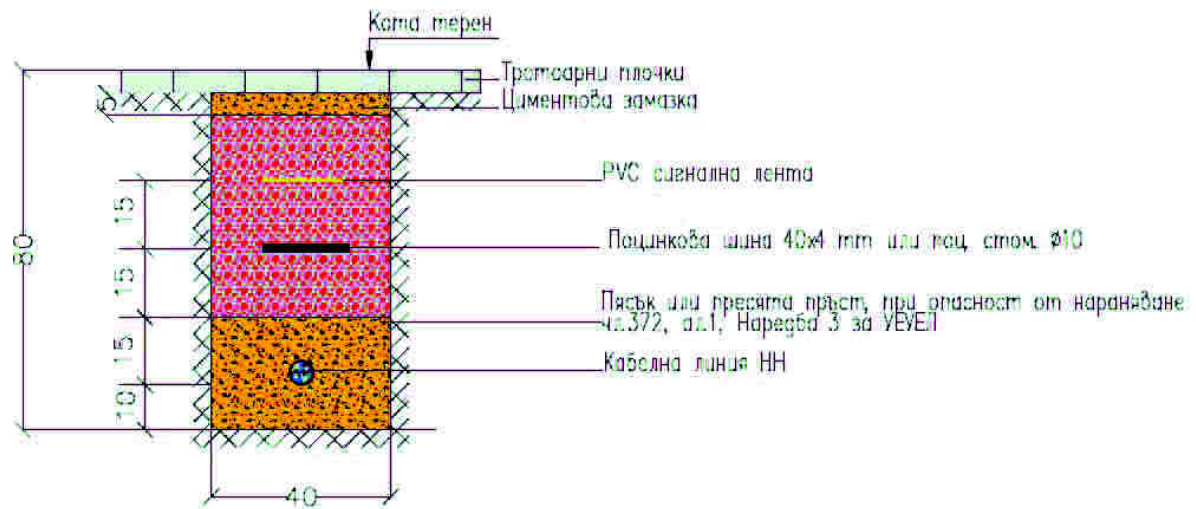 Кота терен
Тротоарни плочки
Циментова замазка
5
PVC сигнална лента
15
80
Поцинкова шина 40x4 mm или поц. стом. Ø10
15
Пясък или пресята пръст, при опасност от нараняване
чл.372, ал.1, Наредба 3 за УЕУЕЛ
15
Кабелна линия НН
10
40